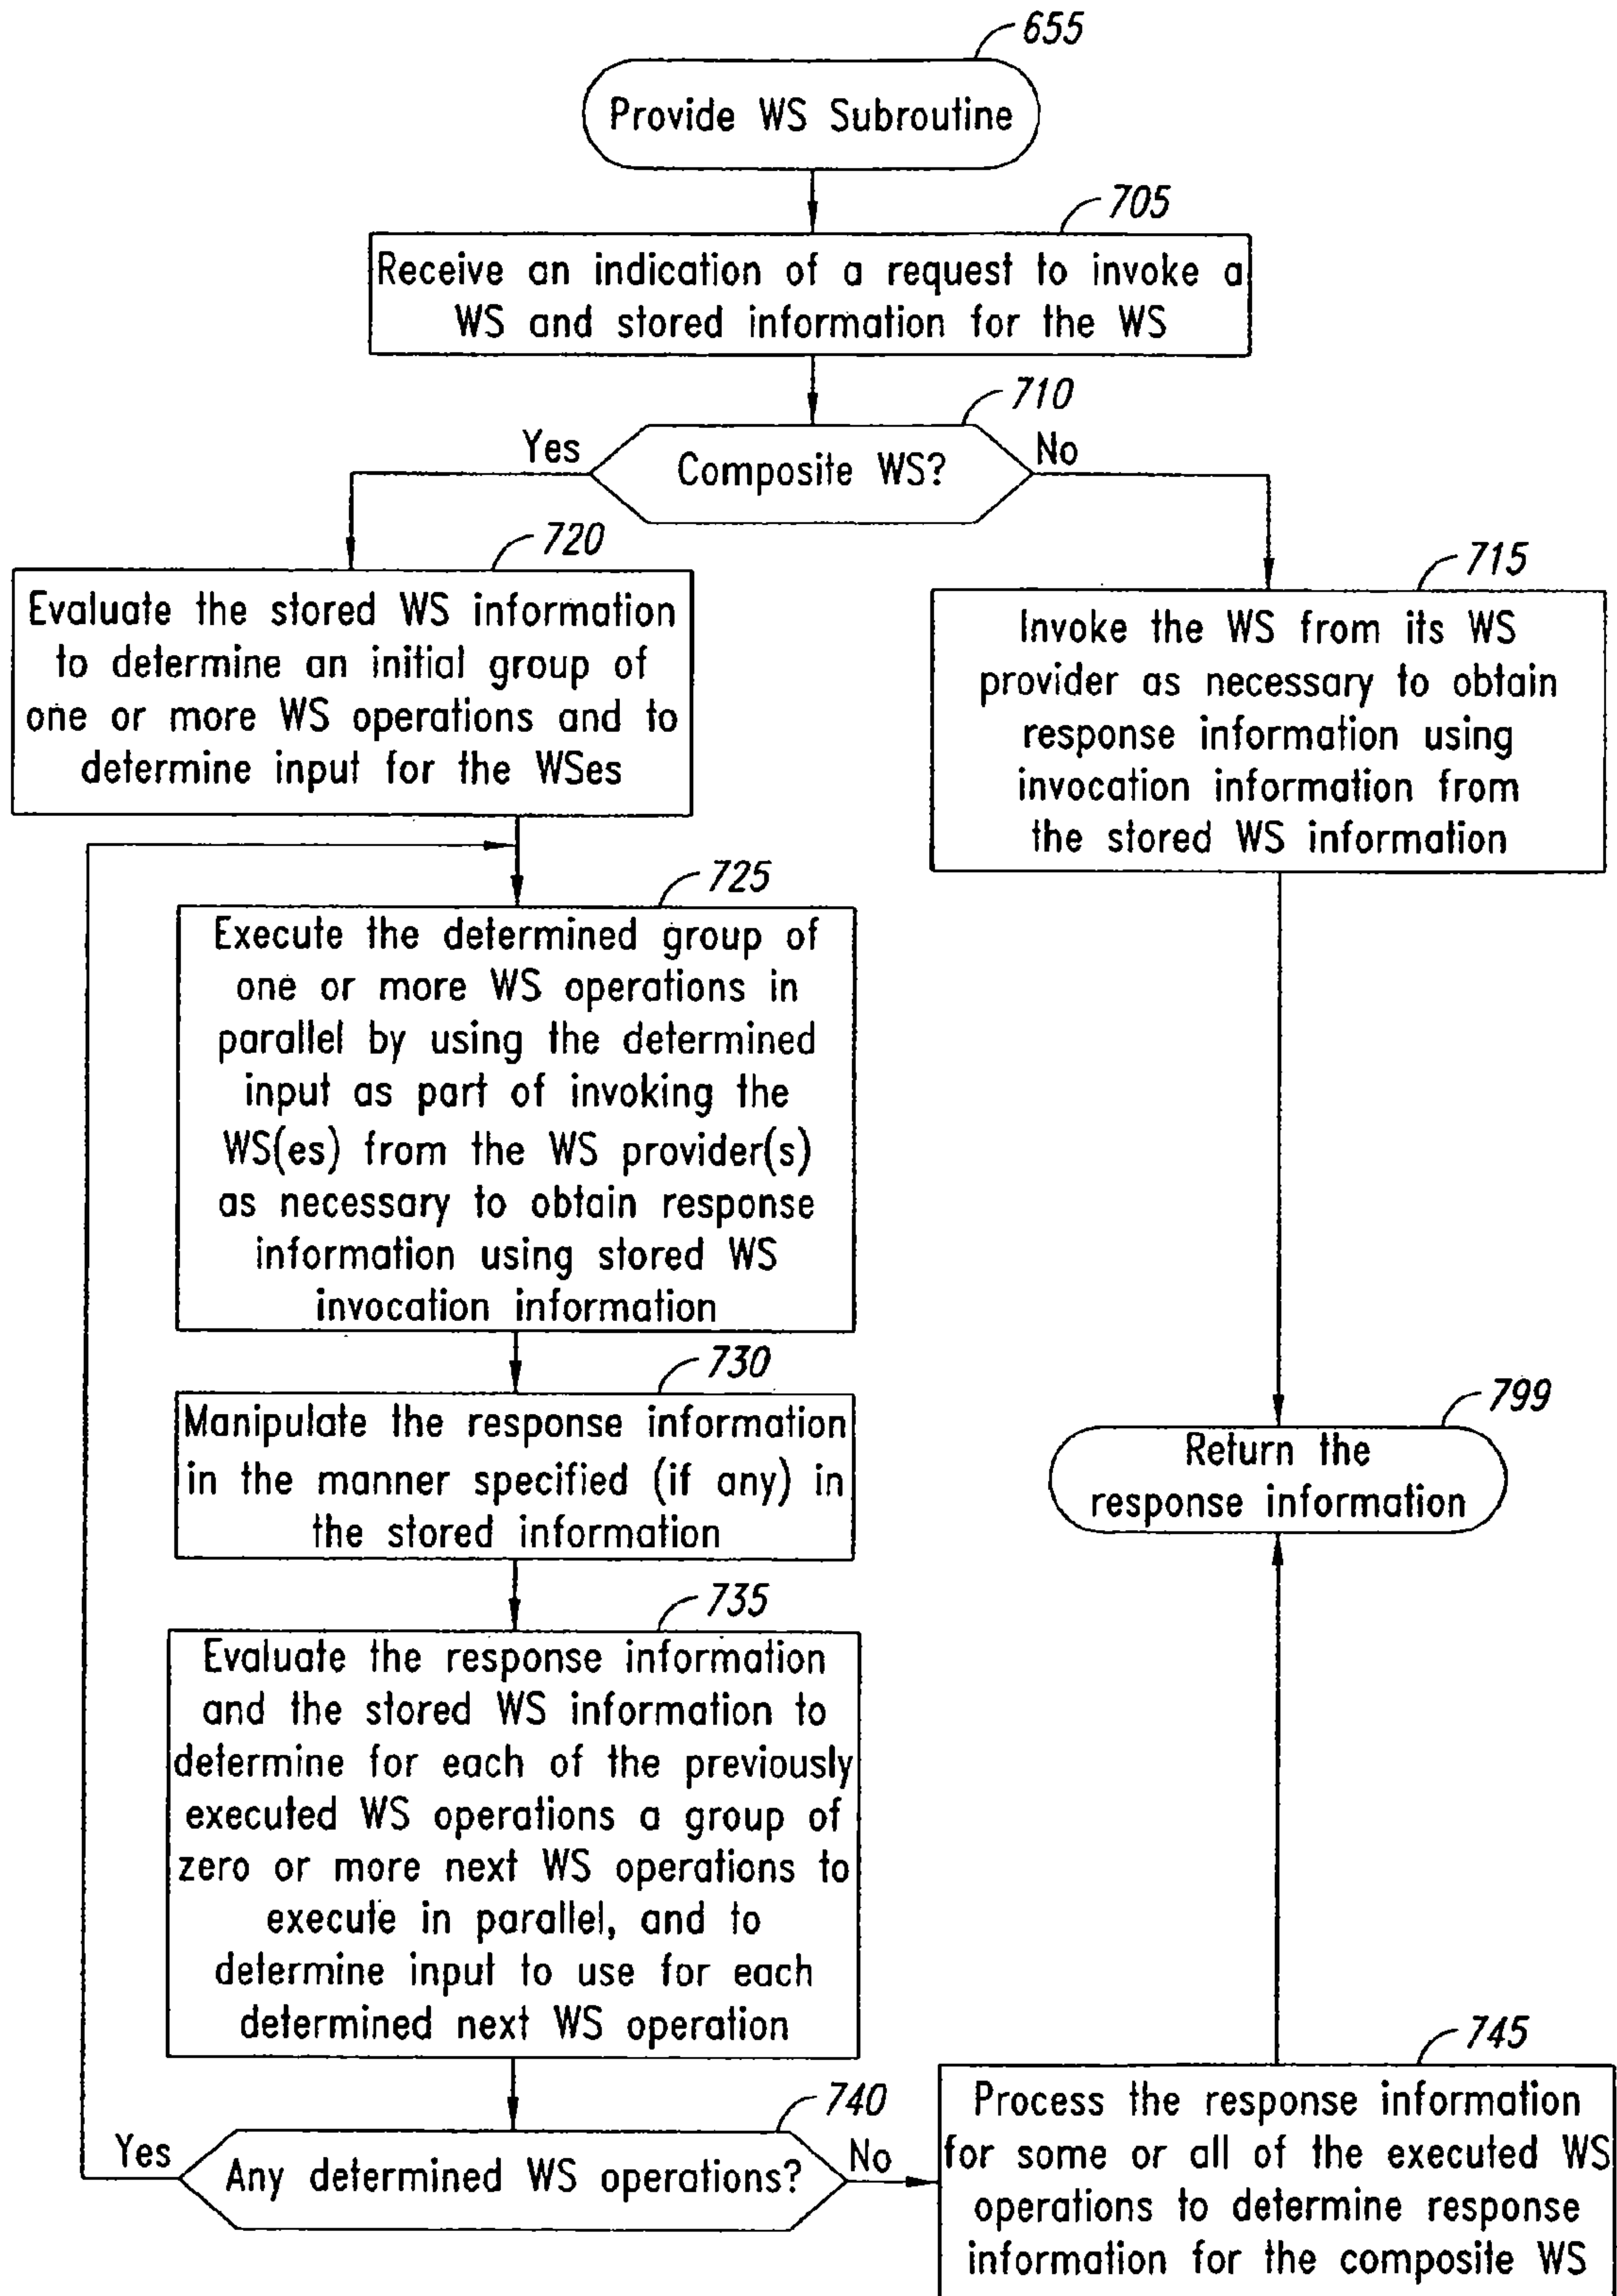 655
Provide WS Subroutine
705
Receive an indication of a request to invoke a
WS and stored information for the WS
710
Yes
Composite WS?
No
720
Evaluate the stored WS information
to determine an initial group of
one or more WS operations and to
determine input for the WSes
715
Invoke the WS from its WS
provider as necessary to obtain
response information using
invocation information from
the stored WS information
725
Execute the determined group of
one or more WS operations in
parallel by using the determined
input as part of invoking the
WS(es) from the WS provider(s)
as necessary to obtain response
information using stored WS
invocation information
730
Manipulate the response information
in the manner specified (if any) in
the stored information
799
Return the
response information
735
Evaluate the response information
and the stored WS information to
determine for each of the previously
executed WS operations a group of
zero or more next WS operations to
execute in parallel, and to
determine input to use for each
determined next WS operation
740
Yes
Any determined WS operations?
No
745
Process the response information
for some or all of the executed WS
operations to determine response
information for the composite WS